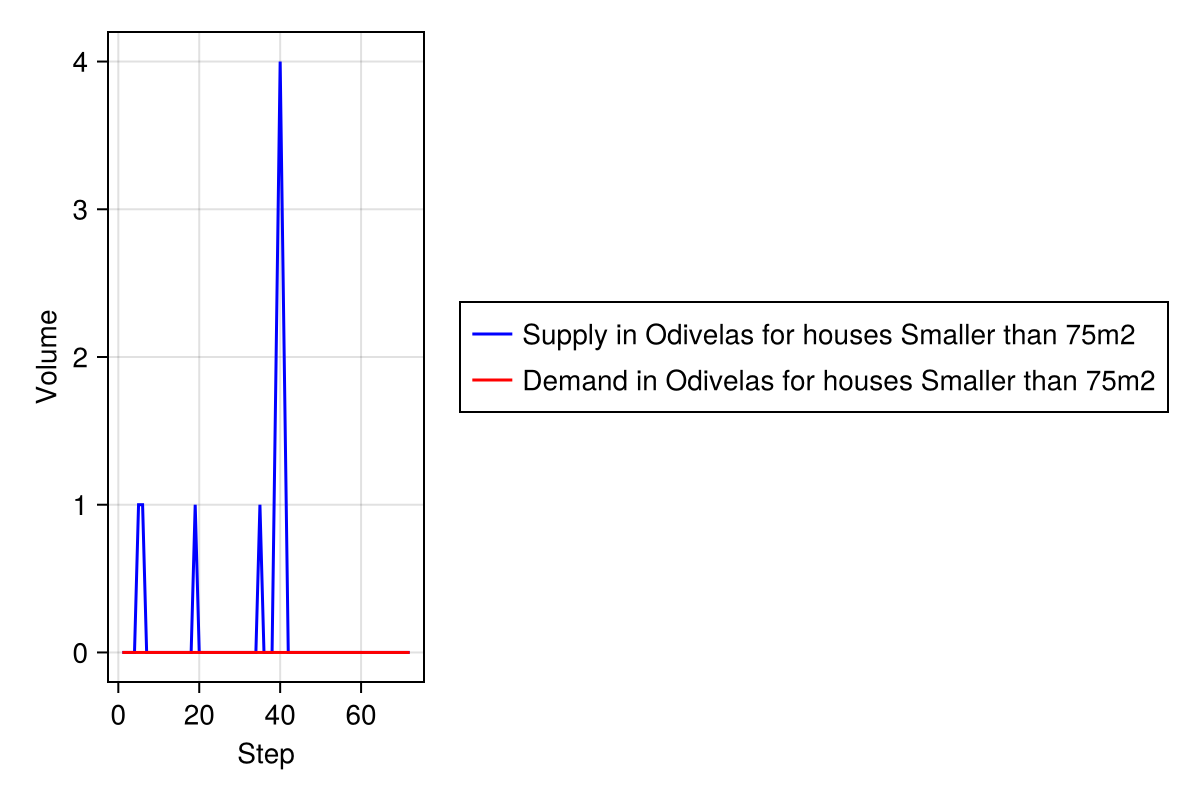 4
3
2
1
0
Volume
0 20 40 60
Step
Supply in Odivelas for houses Smaller than 75m2
Demand in Odivelas for houses Smaller than 75m2